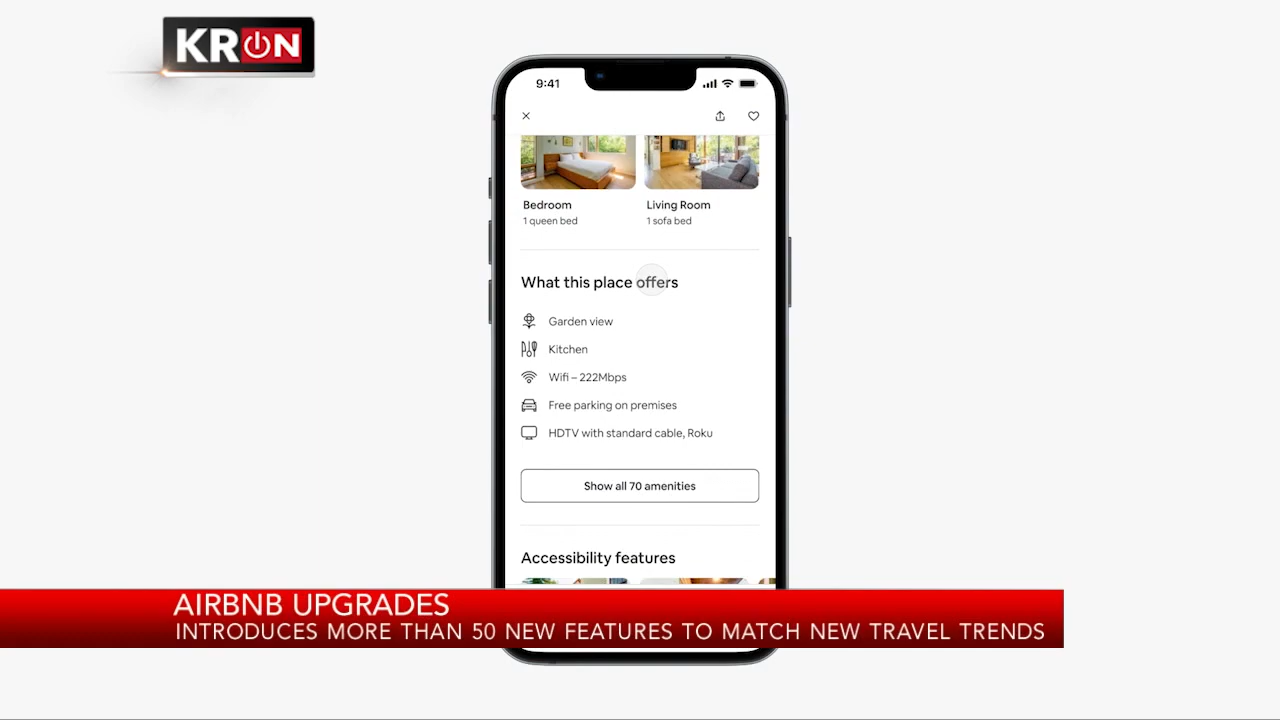 KRON
9:41
Bedroom
Living Room
1 queen bed
1 sofa bed
What this place offers
Garden view
Kitchen
Wifi – 222Mbps
Free parking on premises
HDTV with standard cable, Roku
Show all 70 amenities
Accessibility features
AIRBNB UPGRADES
INTRODUCES MORE THAN 50 NEW FEATURES TO MATCH NEW TRAVEL TRENDS